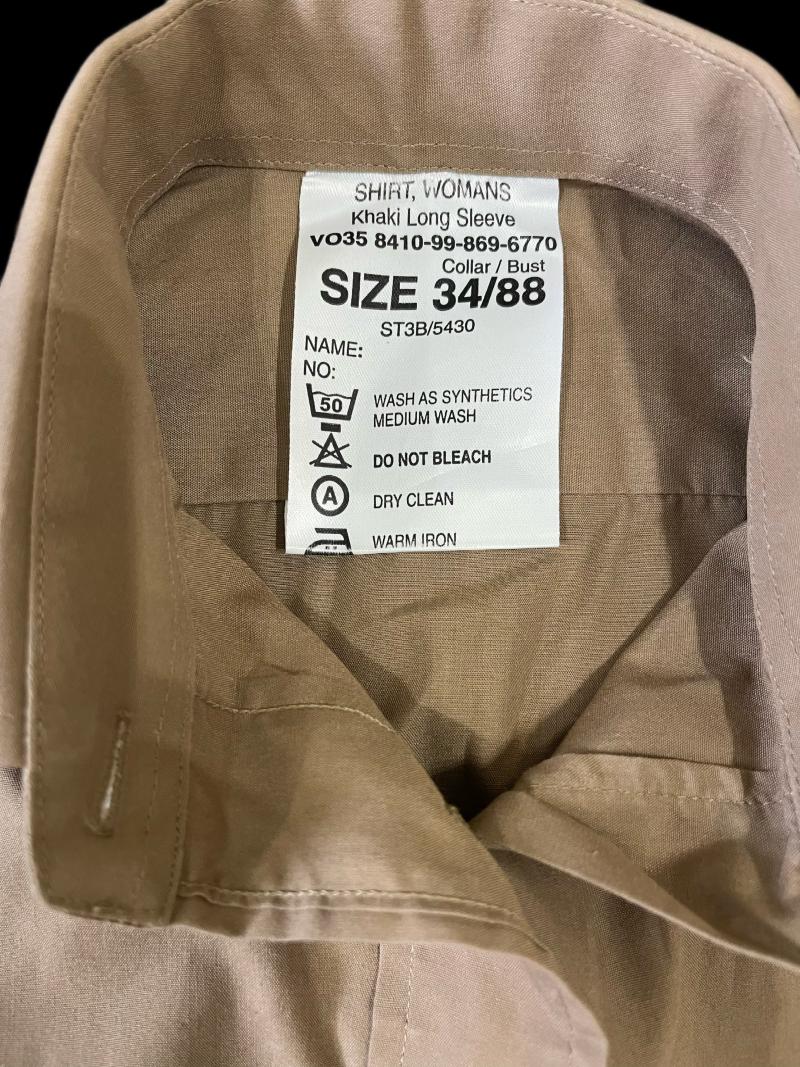 SHIRT, WOMANS
Khaki Long Sleeve
VO35 8410-99-869-6770
Collar / Bust
SIZE 34/88
ST3B/5430
NAME:
NO:
50 WASH AS SYNTHETICS
MEDIUM WASH
DO NOT BLEACH
A DRY CLEAN
WARM IRON